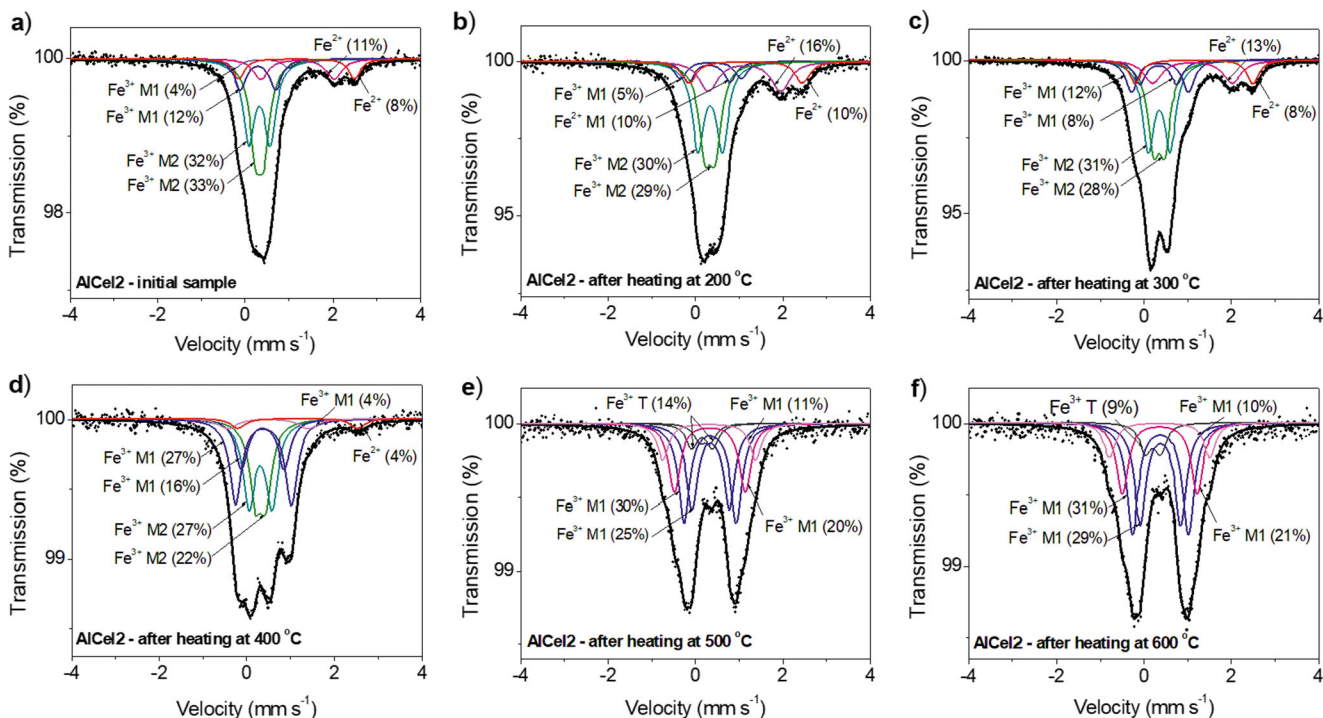 a)
Fe²⁺ (11%)
100
Fe³⁺ M1 (4%)
Fe³⁺ M1 (12%)
Fe²⁺ (8%)
99
Fe³⁺ M2 (32%)
Fe³⁺ M2 (33%)
98
Transmission (%)
AlCel2 - initial sample
-4 -2 0 2 4
Velocity (mm s⁻¹)
b)
Fe²⁺ (16%)
100
Fe³⁺ M1 (5%)
Fe²⁺ M1 (10%)
Fe²⁺ (10%)
Fe³⁺ M2 (30%)
Fe³⁺ M2 (29%)
95
Transmission (%)
AlCel2 - after heating at 200 °C
-4 -2 0 2 4
Velocity (mm s⁻¹)
c)
Fe²⁺ (13%)
100
Fe³⁺ M1 (12%)
Fe³⁺ M1 (8%)
Fe²⁺ (8%)
Fe³⁺ M2 (31%)
Fe³⁺ M2 (28%)
95
Transmission (%)
AlCel2 - after heating at 300 °C
-4 -2 0 2 4
Velocity (mm s⁻¹)
d)
Fe³⁺ M1 (4%)
100
Fe³⁺ M1 (27%)
Fe²⁺ (4%)
Fe³⁺ M1 (16%)
Fe³⁺ M2 (27%)
Fe³⁺ M2 (22%)
99
Transmission (%)
AlCel2 - after heating at 400 °C
-4 -2 0 2 4
Velocity (mm s⁻¹)
e)
Fe³⁺ T (14%)
Fe³⁺ M1 (11%)
100
Fe³⁺ M1 (30%)
Fe³⁺ M1 (25%)
Fe³⁺ M1 (20%)
99
Transmission (%)
AlCel2 - after heating at 500 °C
-4 -2 0 2 4
Velocity (mm s⁻¹)
f)
Fe³⁺ T (9%)
Fe³⁺ M1 (10%)
100
Fe³⁺ M1 (31%)
Fe³⁺ M1 (29%)
Fe³⁺ M1 (21%)
99
Transmission (%)
AlCel2 - after heating at 600 °C
-4 -2 0 2 4
Velocity (mm s⁻¹)